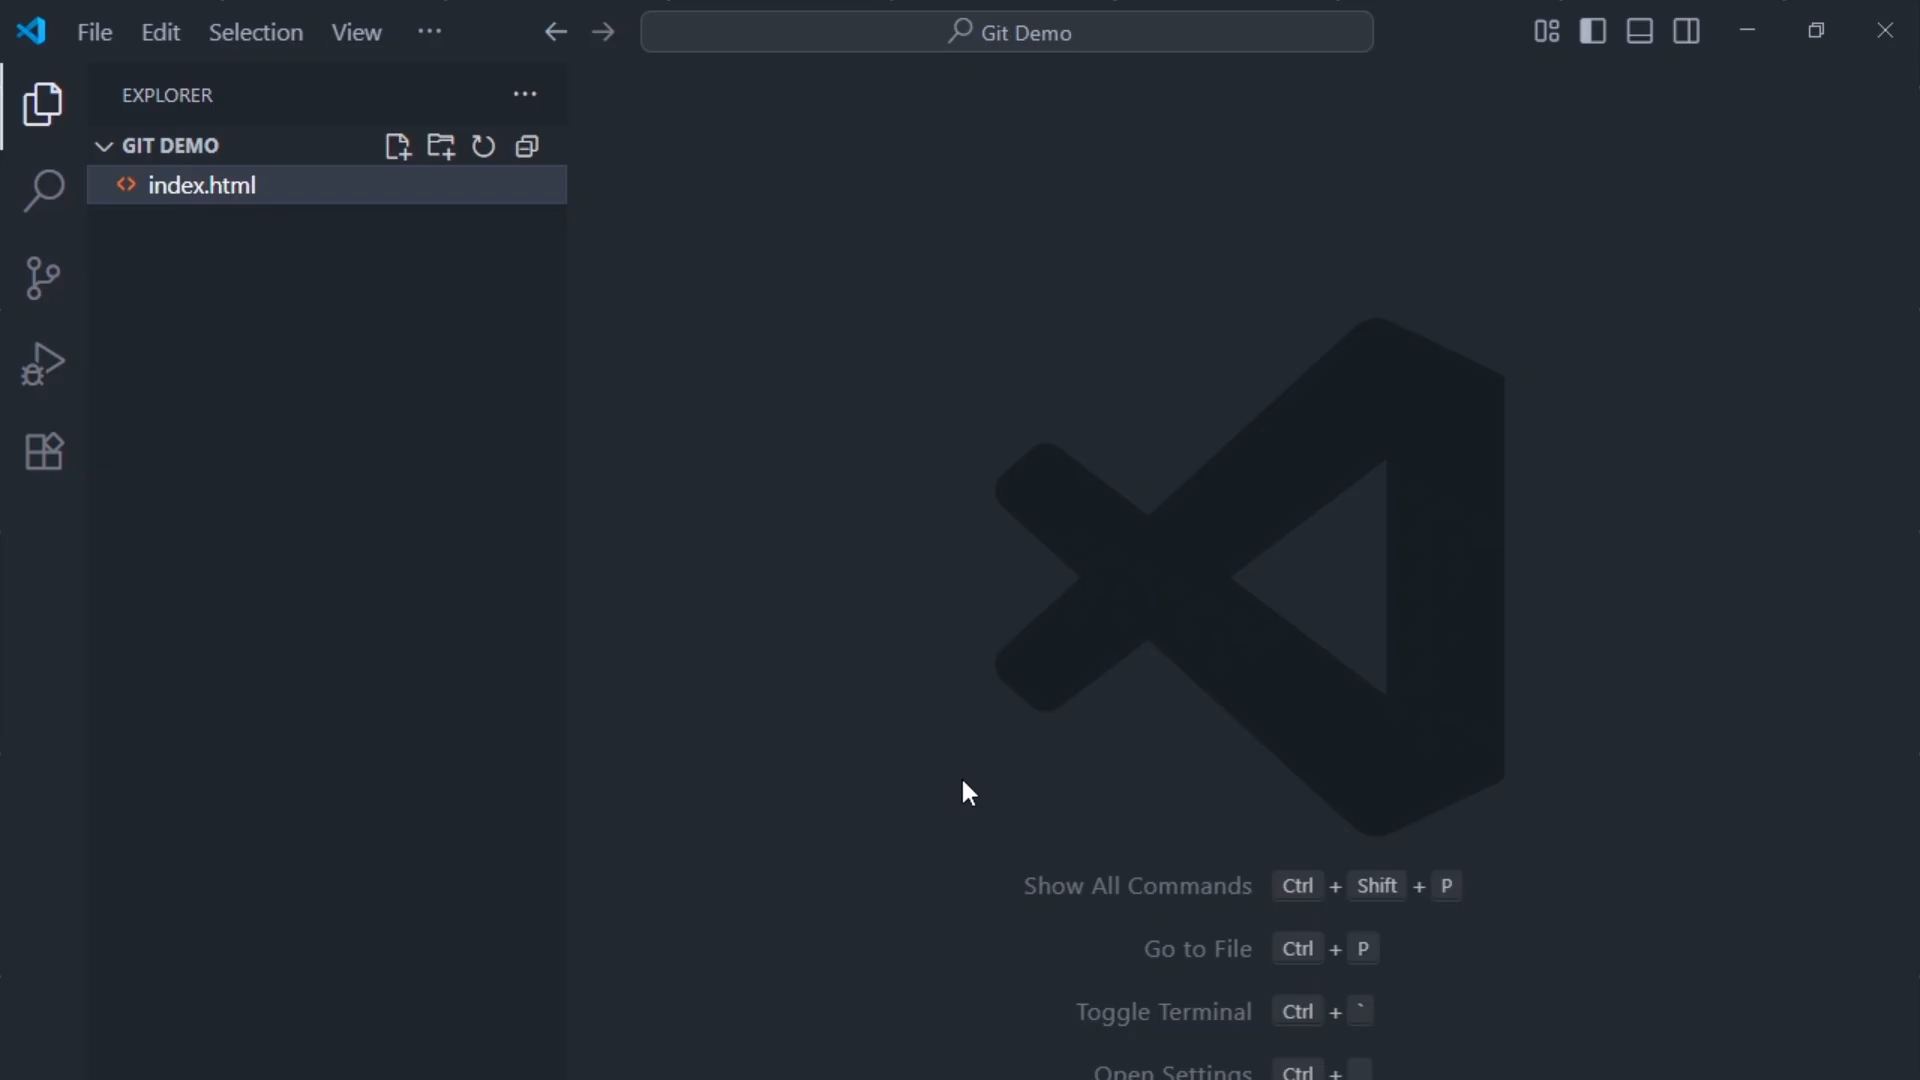 File Edit Selection View ··· Git Demo
EXPLORER ···
GIT DEMO
index.html
Show All Commands Ctrl + Shift + P
Go to File Ctrl + P
Toggle Terminal Ctrl + `
Open Settings Ctrl +